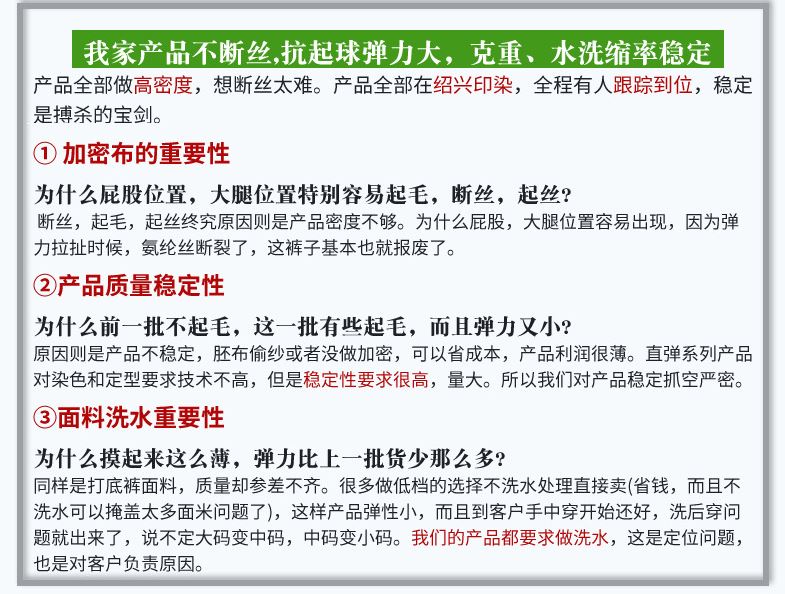 我家产品不断丝,抗起球弹力大，克重、水洗缩率稳定
产品全部做高密度，想断丝太难。产品全部在绍兴印染，全程有人跟踪到位，稳定
是搏杀的宝剑。
① 加密布的重要性
为什么屁股位置，大腿位置特别容易起毛，断丝，起丝?
断丝，起毛，起丝终究原因则是产品密度不够。为什么屁股，大腿位置容易出现，因为弹
力拉扯时候，氨纶丝断裂了，这裤子基本也就报废了。
②产品质量稳定性
为什么前一批不起毛，这一批有些起毛，而且弹力又小?
原因则是产品不稳定，胚布偷纱或者没做加密，可以省成本，产品利润很薄。直弹系列产品
对染色和定型要求技术不高，但是稳定性要求很高，量大。所以我们对产品稳定抓空严密。
③面料洗水重要性
为什么摸起来这么薄，弹力比上一批货少那么多?
同样是打底裤面料，质量却参差不齐。很多做低档的选择不洗水处理直接卖(省钱，而且不
洗水可以掩盖太多面米问题了)，这样产品弹性小，而且到客户手中穿开始还好，洗后穿问
题就出来了，说不定大码变中码，中码变小码。我们的产品都要求做洗水，这是定位问题，
也是对客户负责原因。